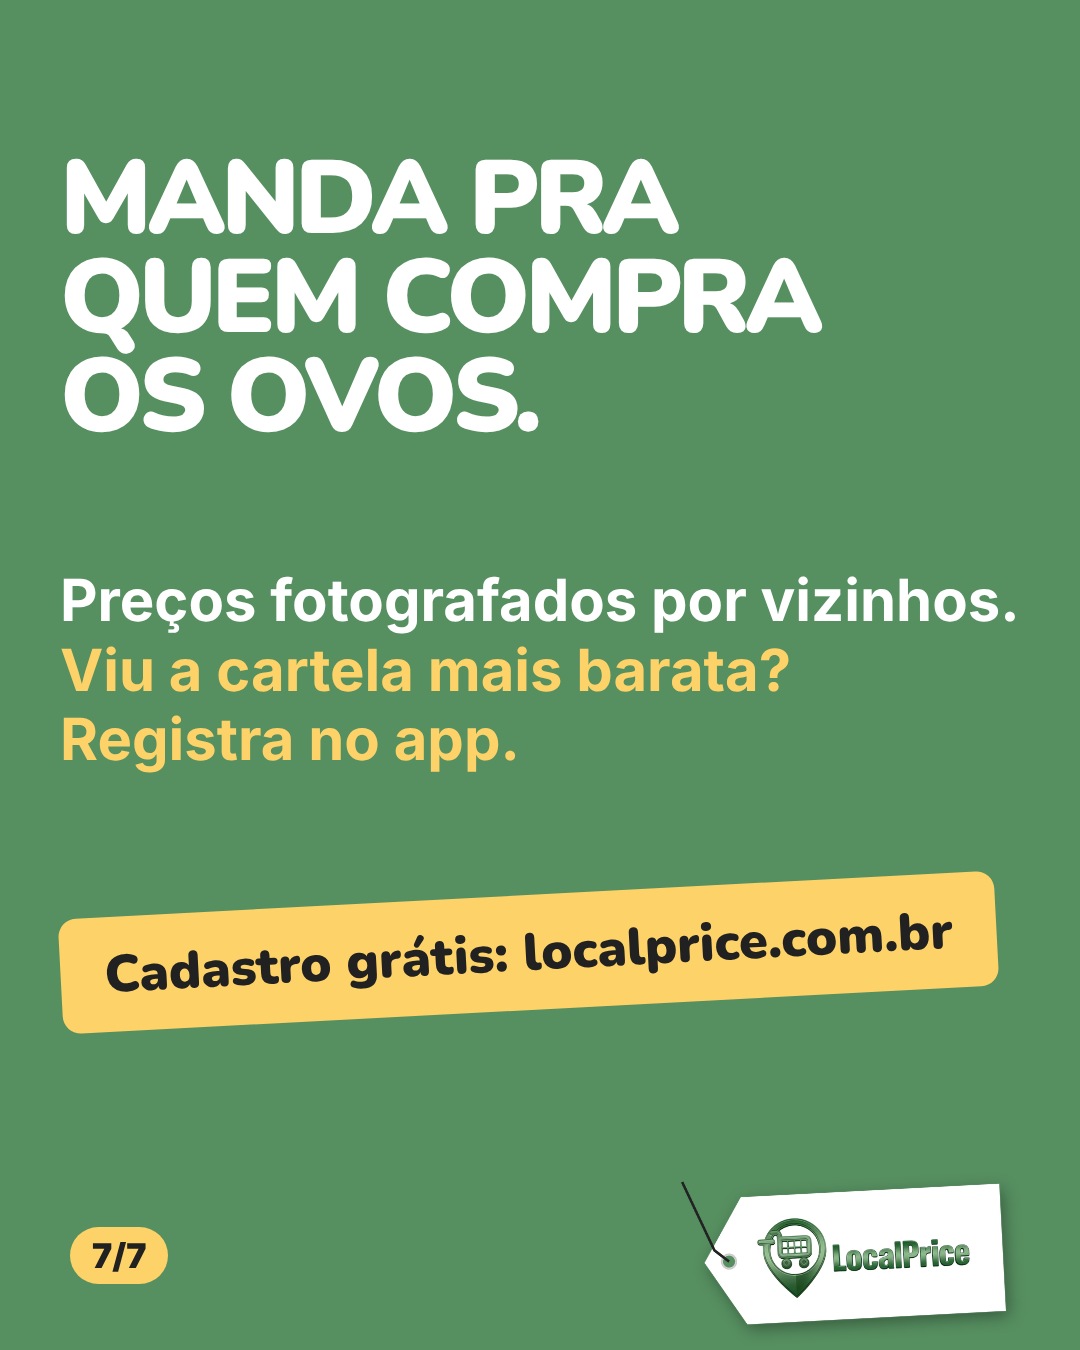 MANDA PRA
QUEM COMPRA
OS OVOS.
Preços fotografados por vizinhos.
Viu a cartela mais barata?
Registra no app.
Cadastro grátis: localprice.com.br
7/7
LocalPrice